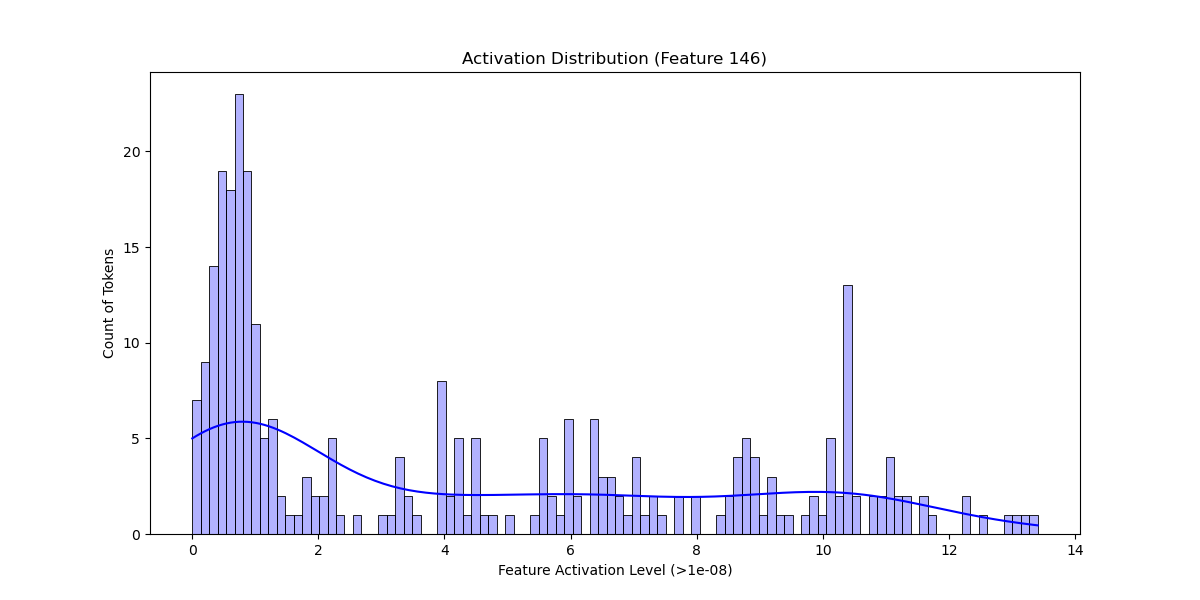 Activation Distribution (Feature 146)
20
15
10
5
0
Count of Tokens
0 2 4 6 8 10 12 14
Feature Activation Level (>1e-08)